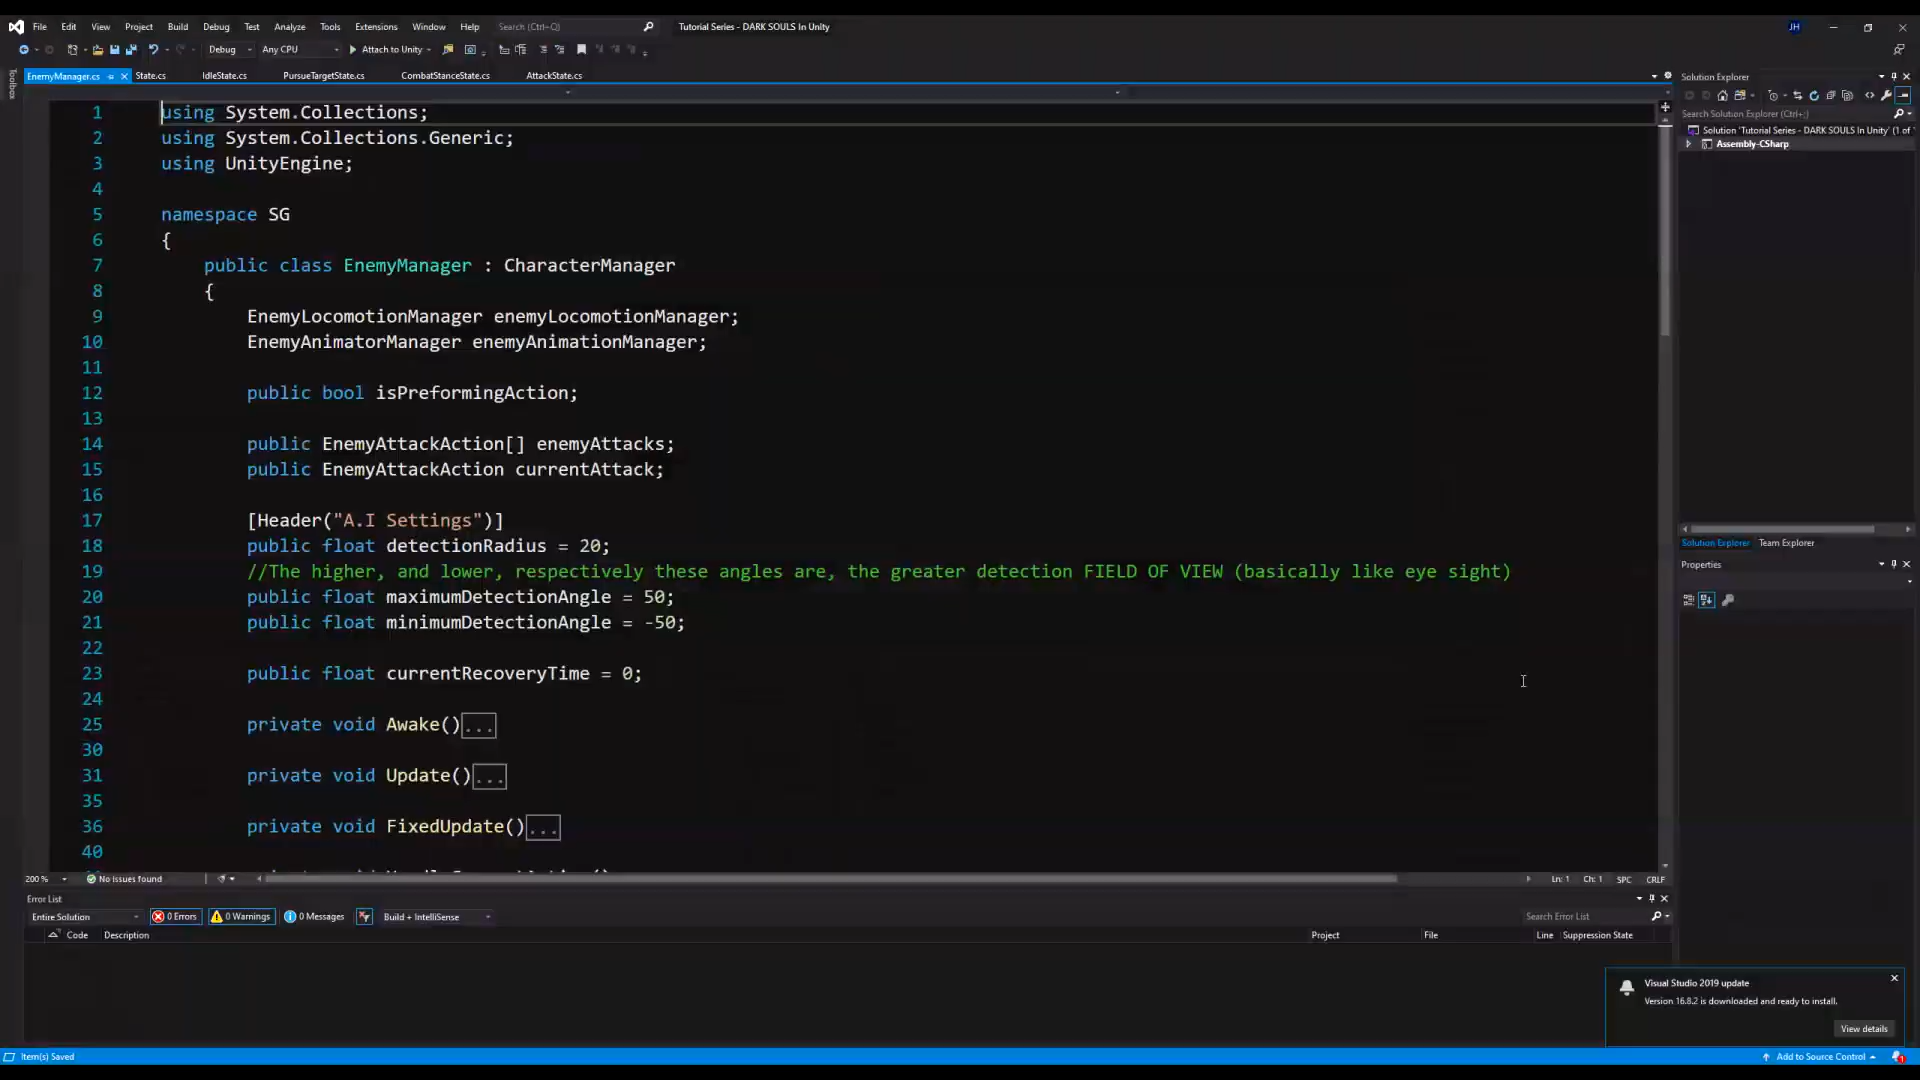 File Edit View Project Build Debug Test Analyze Tools Extensions Window Help Search (Ctrl+Q) Tutorial Series - DARK SOULS In Unity JH
Debug Any CPU Attach to Unity
EnemyManager.cs State.cs IdleState.cs PursueTargetState.cs CombatStanceState.cs AttackState.cs
Toolbox
1 using System.Collections;
2 using System.Collections.Generic;
3 using UnityEngine;
4
5 namespace SG
6 {
7 public class EnemyManager : CharacterManager
8 {
9 EnemyLocomotionManager enemyLocomotionManager;
10 EnemyAnimatorManager enemyAnimationManager;
11
12 public bool isPreformingAction;
13
14 public EnemyAttackAction[] enemyAttacks;
15 public EnemyAttackAction currentAttack;
16
17 [Header("A.I Settings")]
18 public float detectionRadius = 20;
19 //The higher, and lower, respectively these angles are, the greater detection FIELD OF VIEW (basically like eye sight)
20 public float maximumDetectionAngle = 50;
21 public float minimumDetectionAngle = -50;
22
23 public float currentRecoveryTime = 0;
24
25 private void Awake()...
30
31 private void Update()...
35
36 private void FixedUpdate()...
40
200 % No issues found Ln: 1 Ch: 1 SPC CRLF
Solution Explorer
Search Solution Explorer (Ctrl+;)
Solution 'Tutorial Series - DARK SOULS In Unity' (1 of
Assembly-CSharp
Solution Explorer Team Explorer
Properties
Error List
Entire Solution 0 Errors 0 Warnings 0 Messages Build + IntelliSense Search Error List
Code Description Project File Line Suppression State
Visual Studio 2019 update
Version 16.8.2 is downloaded and ready to install.
View details
Item(s) Saved Add to Source Control 1